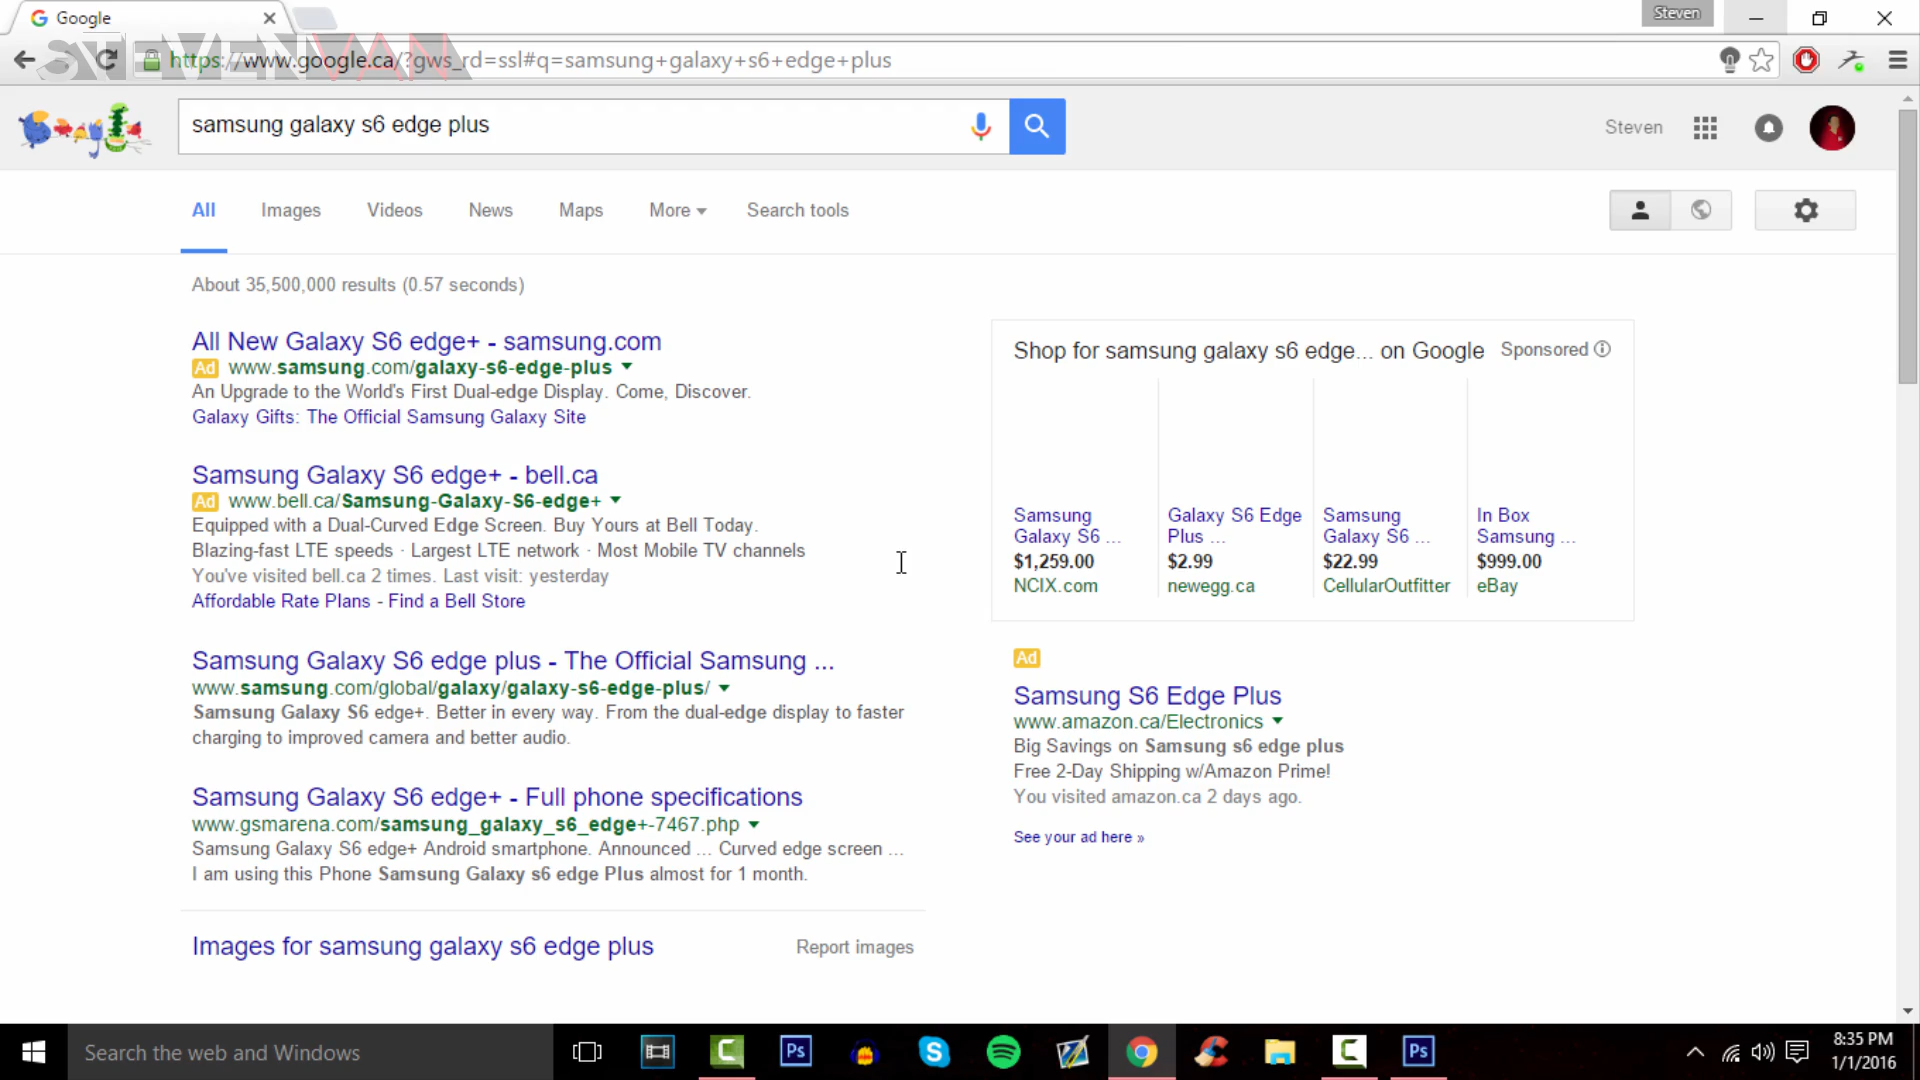 Google
Steven
STEVENVAN
https://www.google.ca/?gws_rd=ssl#q=samsung+galaxy+s6+edge+plus
samsung galaxy s6 edge plus
Steven
All Images Videos News Maps More Search tools
About 35,500,000 results (0.57 seconds)
All New Galaxy S6 edge+ - samsung.com
Ad www.samsung.com/galaxy-s6-edge-plus
An Upgrade to the World's First Dual-edge Display. Come, Discover.
Galaxy Gifts: The Official Samsung Galaxy Site
Samsung Galaxy S6 edge+ - bell.ca
Ad www.bell.ca/Samsung-Galaxy-S6-edge+
Equipped with a Dual-Curved Edge Screen. Buy Yours at Bell Today.
Blazing-fast LTE speeds · Largest LTE network · Most Mobile TV channels
You've visited bell.ca 2 times. Last visit: yesterday
Affordable Rate Plans - Find a Bell Store
Samsung Galaxy S6 edge plus - The Official Samsung ...
www.samsung.com/global/galaxy/galaxy-s6-edge-plus/
Samsung Galaxy S6 edge+. Better in every way. From the dual-edge display to faster
charging to improved camera and better audio.
Samsung Galaxy S6 edge+ - Full phone specifications
www.gsmarena.com/samsung_galaxy_s6_edge+-7467.php
Samsung Galaxy S6 edge+ Android smartphone. Announced ... Curved edge screen ...
I am using this Phone Samsung Galaxy s6 edge Plus almost for 1 month.
Images for samsung galaxy s6 edge plus
Report images
Shop for samsung galaxy s6 edge... on Google Sponsored
Samsung
Galaxy S6 ...
$1,259.00
NCIX.com
Galaxy S6 Edge
Plus ...
$2.99
newegg.ca
Samsung
Galaxy S6 ...
$22.99
CellularOutfitter
In Box
Samsung ...
$999.00
eBay
Ad
Samsung S6 Edge Plus
www.amazon.ca/Electronics
Big Savings on Samsung s6 edge plus
Free 2-Day Shipping w/Amazon Prime!
You visited amazon.ca 2 days ago.
See your ad here »
Search the web and Windows
Ps
Ps
8:35 PM
1/1/2016